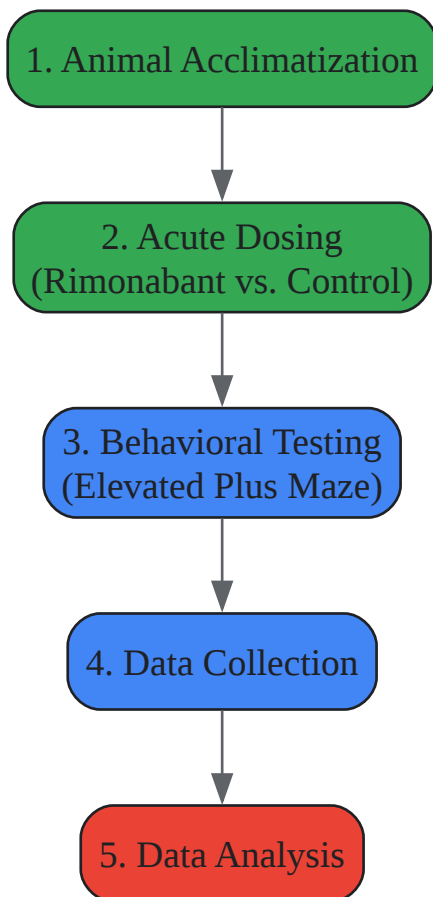 1. Animal Acclimatization
2. Acute Dosing
(Rimonabant vs. Control)
3. Behavioral Testing
(Elevated Plus Maze)
4. Data Collection
5. Data Analysis